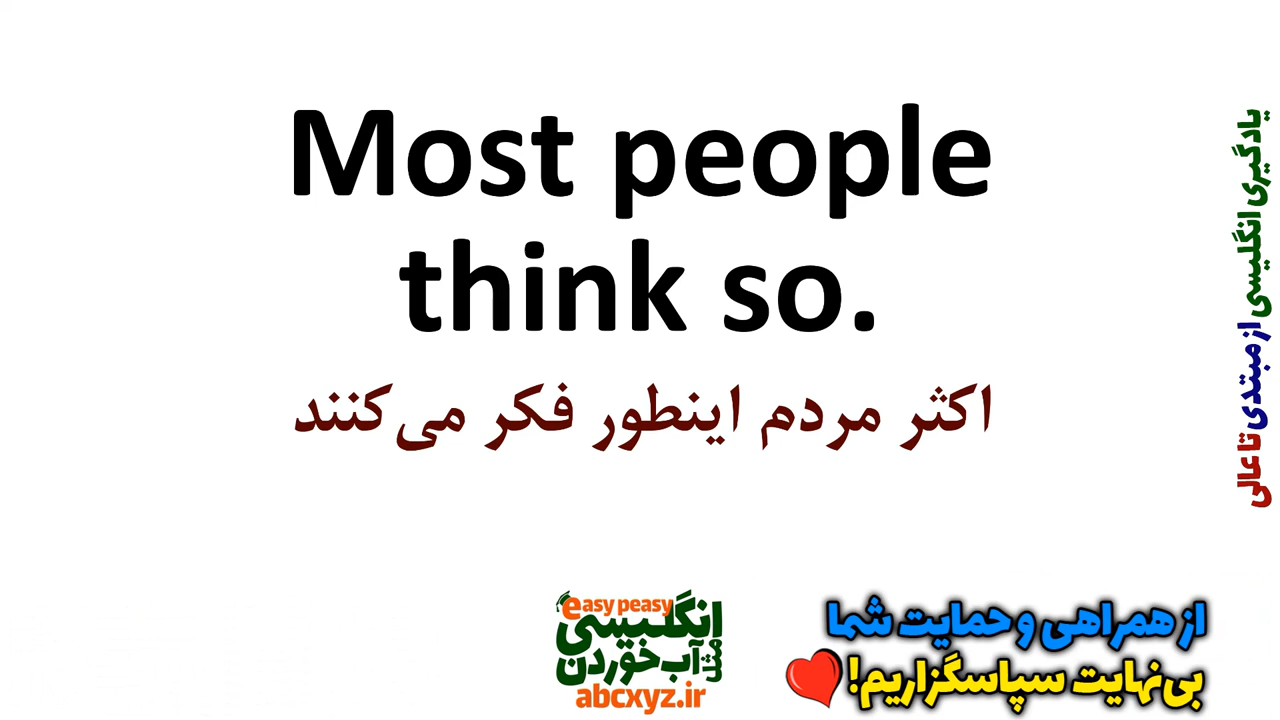 Most people
think so.
اکثر مردم اینطور فکر می‌کنند
یادگیری انگلیسی از مبتدی تا عالی
easy peasy
انگلیسی
مثل آب خوردن
abcxyz.ir
از همراهی و حمایت شما
بی‌نهایت سپاسگزاریم!